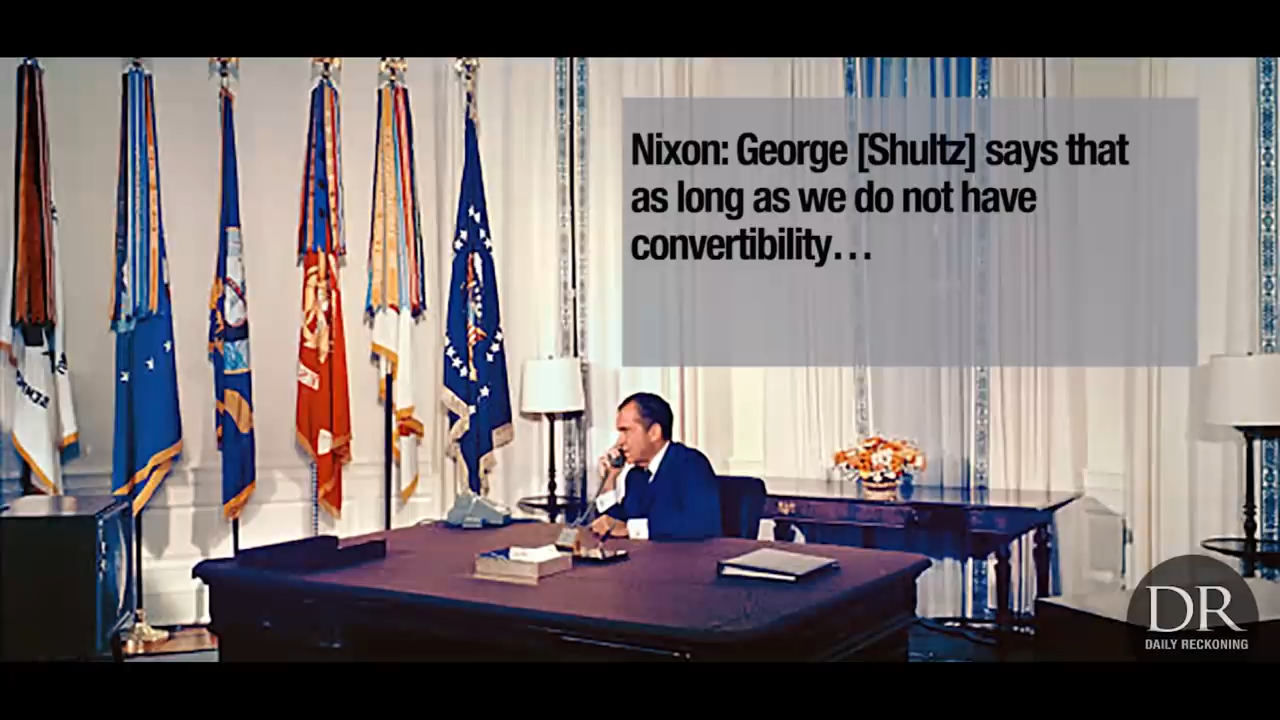 Nixon: George [Shultz] says that
as long as we do not have
convertibility…
DR
DAILY RECKONING